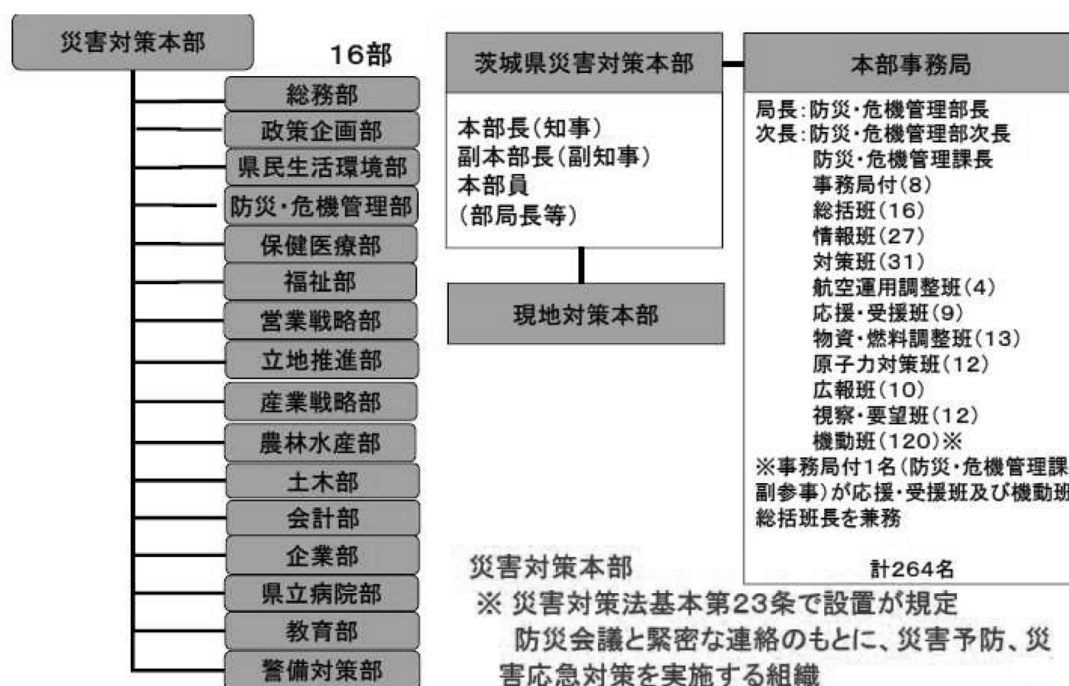 災害対策本部
16部
総務部
政策企画部
県民生活環境部
防災・危機管理部
保健医療部
福祉部
営業戦略部
立地推進部
産業戦略部
農林水産部
土木部
会計部
企業部
県立病院部
教育部
警備対策部
茨城県災害対策本部
本部長(知事)
副本部長(副知事)
本部員
(部局長等)
現地対策本部
本部事務局
局長:防災・危機管理部長
次長:防災・危機管理部次長
防災・危機管理課長
事務局付(8)
総括班(16)
情報班(27)
対策班(31)
航空運用調整班(4)
応援・受援班(9)
物資・燃料調整班(13)
原子力対策班(12)
広報班(10)
視察・要望班(12)
機動班(120)※
※事務局付1名(防災・危機管理課
副参事)が応援・受援班及び機動班
総括班長を兼務
計264名
災害対策本部
※ 災害対策法基本第23条で設置が規定
防災会議と緊密な連絡のもとに、災害予防、災
害応急対策を実施する組織